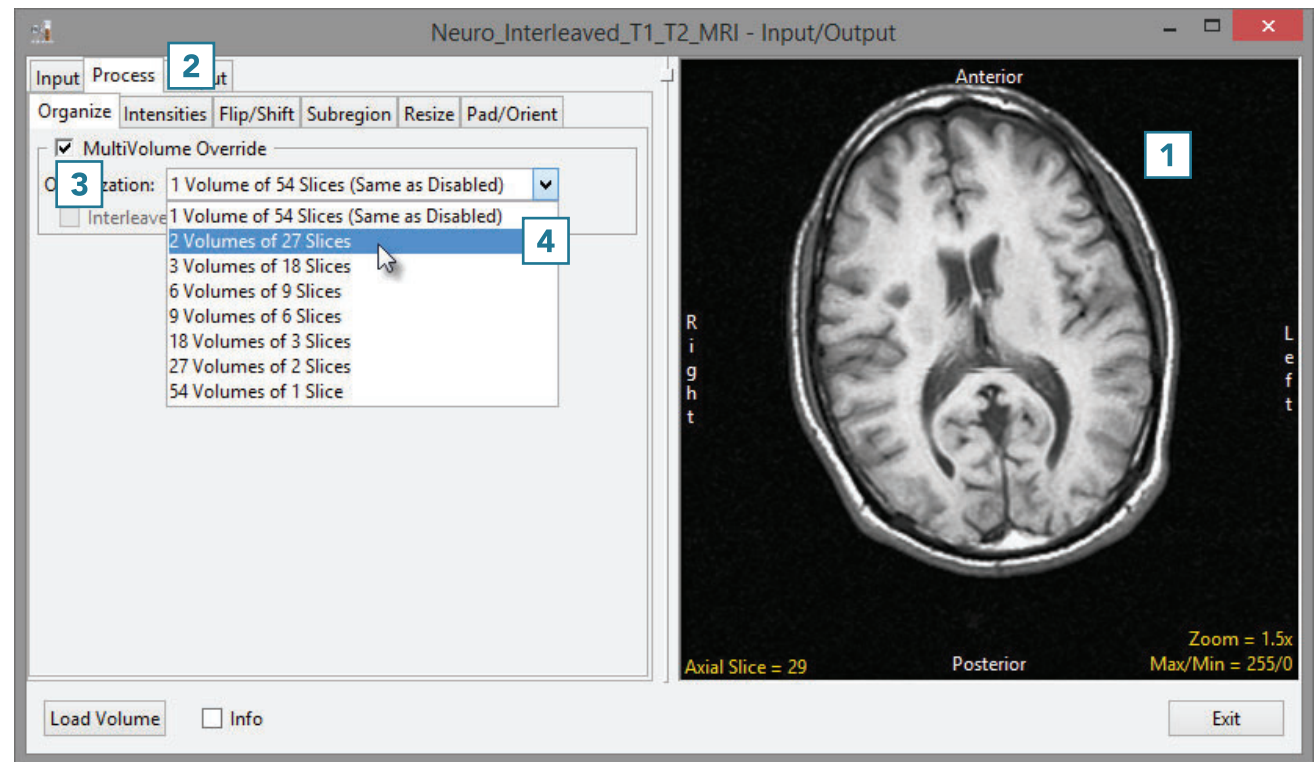 Neuro_Interleaved_T1_T2_MRI - Input/Output
Input Process 2 ut
Organize Intensities Flip/Shift Subregion Resize Pad/Orient
MultiVolume Override
O 3 zation: 1 Volume of 54 Slices (Same as Disabled)
Interleave 1 Volume of 54 Slices (Same as Disabled)
2 Volumes of 27 Slices 4
3 Volumes of 18 Slices
6 Volumes of 9 Slices
9 Volumes of 6 Slices
18 Volumes of 3 Slices
27 Volumes of 2 Slices
54 Volumes of 1 Slice
Anterior
1
Right
Left
Zoom = 1.5x
Axial Slice = 29 Posterior Max/Min = 255/0
Load Volume Info Exit